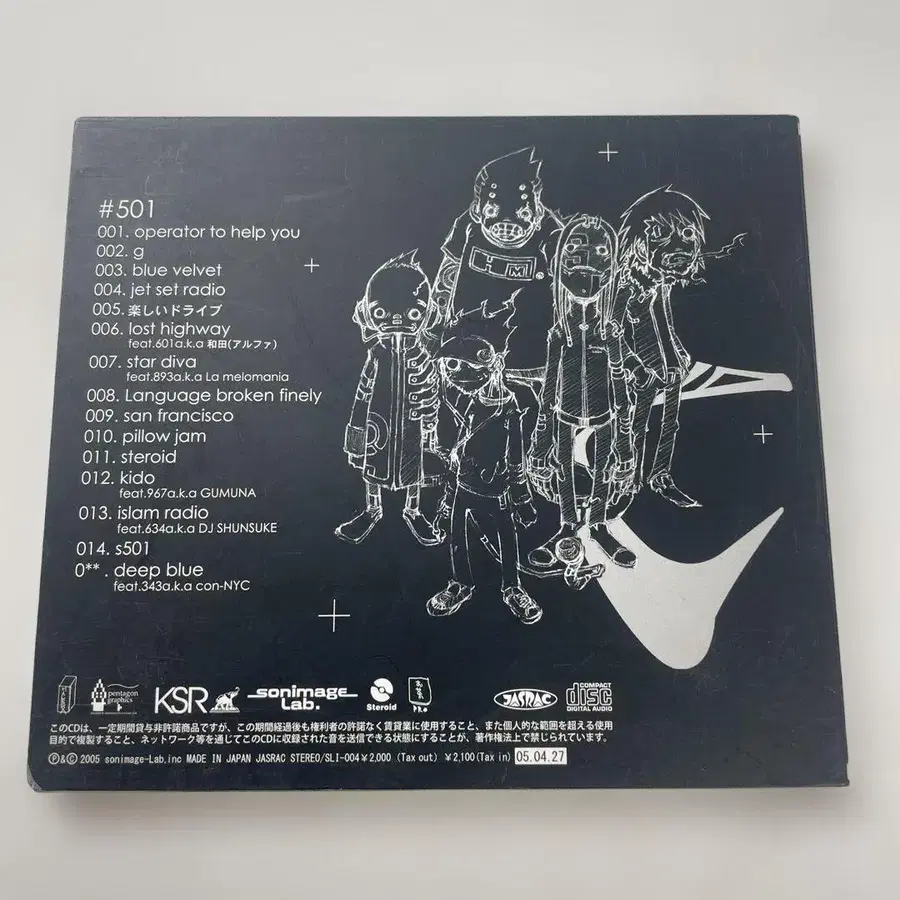 #501
001. operator to help you
002. g
003. blue velvet
004. jet set radio
005. 楽しいドライブ
006. lost highway
feat.601a.k.a 和田(アルファ)
007. star diva
feat.893a.k.a La melomania
008. Language broken finely
009. san francisco
010. pillow jam
011. steroid
012. kido
feat.967a.k.a GUMUNA
013. islam radio
feat.634a.k.a DJ SHUNSUKE
014. s501
0** . deep blue
feat.343a.k.a con-NYC
HM
pentagon
graphics
KSR
sonimage
Lab.
Steroid
JASRAC
COMPACT
disc
DIGITAL AUDIO
このCDは、一定期間貸与非許諾商品ですが、この期間経過後も権利者の許諾なく賃貸業に使用すること、また個人的な範囲を超える使用
目的で複製すること、ネットワーク等を通じてこのCDに収録された音を送信できる状態にすることが、著作権法上で禁じられています。
Ⓟ&Ⓒ 2005 sonimage-Lab.inc MADE IN JAPAN JASRAC STEREO/SLI-004 ¥2,000 (Tax out) ¥2,100(Tax in) 05.04.27